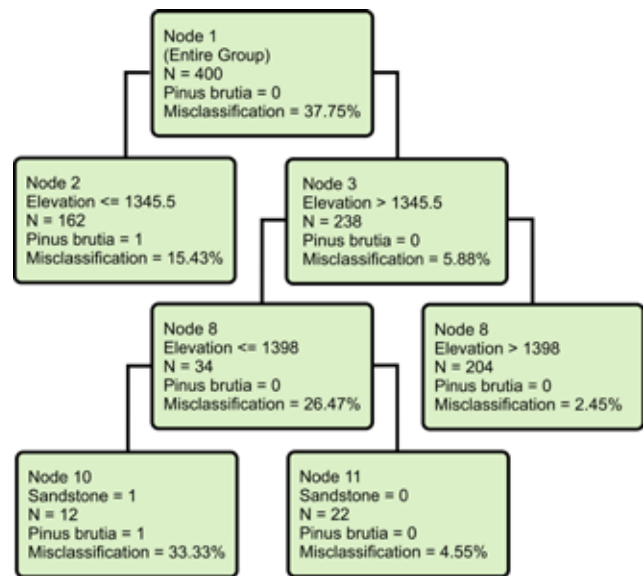 Node 1
(Entire Group)
N = 400
Pinus brutia = 0
Misclassification = 37.75%
Node 2
Elevation <= 1345.5
N = 162
Pinus brutia = 1
Misclassification = 15.43%
Node 3
Elevation > 1345.5
N = 238
Pinus brutia = 0
Misclassification = 5.88%
Node 8
Elevation <= 1398
N = 34
Pinus brutia = 0
Misclassification = 26.47%
Node 8
Elevation > 1398
N = 204
Pinus brutia = 0
Misclassification = 2.45%
Node 10
Sandstone = 1
N = 12
Pinus brutia = 1
Misclassification = 33.33%
Node 11
Sandstone = 0
N = 22
Pinus brutia = 0
Misclassification = 4.55%